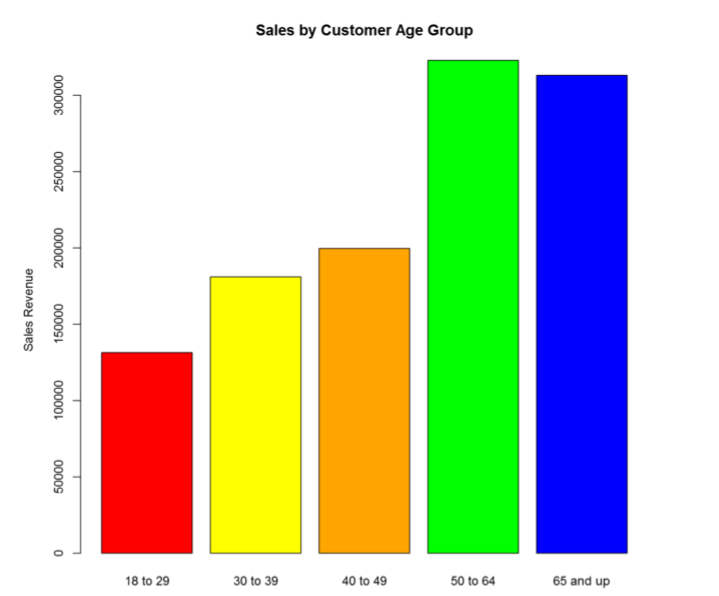 Sales by Customer Age Group
Sales Revenue
300000
250000
200000
150000
100000
50000
0
18 to 29
30 to 39
40 to 49
50 to 64
65 and up